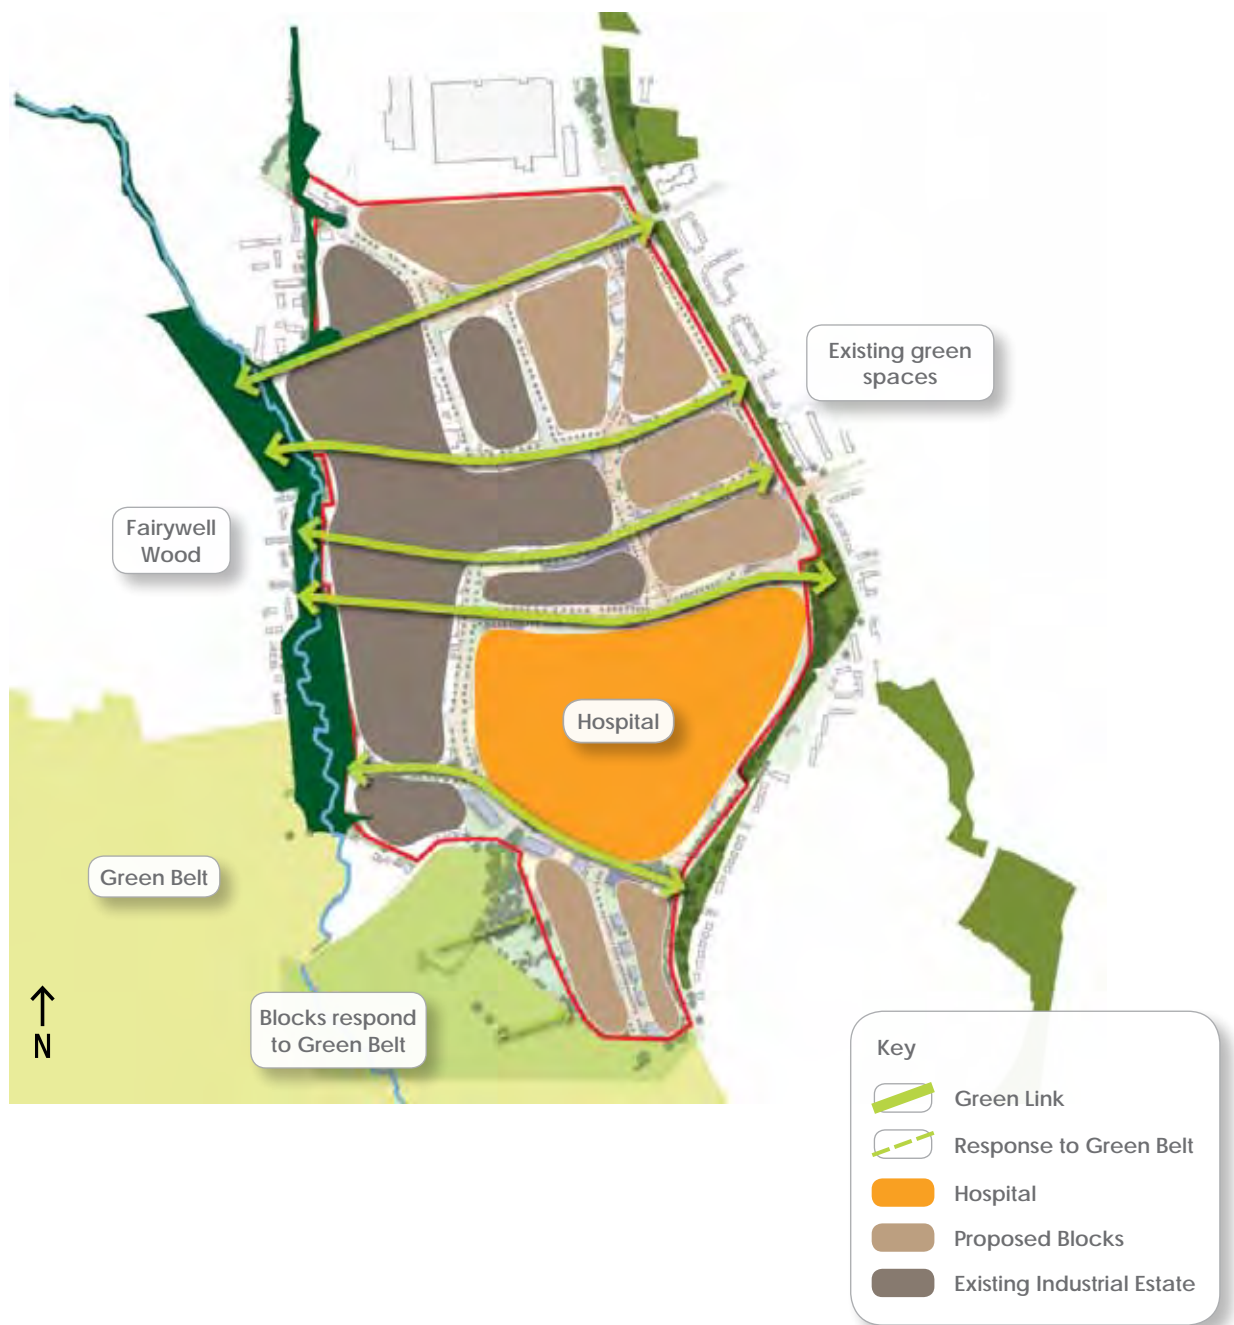 Existing green
spaces
Fairywell
Wood
Hospital
Green Belt
Blocks respond
to Green Belt
N
Key
Green Link
Response to Green Belt
Hospital
Proposed Blocks
Existing Industrial Estate